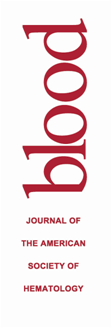 blood
JOURNAL OF
THE AMERICAN
SOCIETY OF
HEMATOLOGY